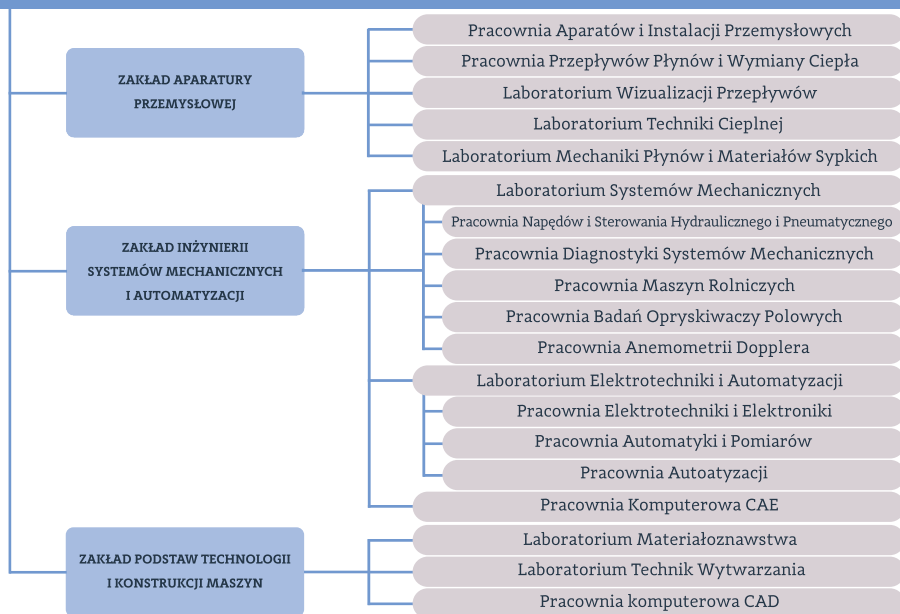 ZAKŁAD APARATURY
PRZEMYSŁOWEJ
Pracownia Aparatów i Instalacji Przemysłowych
Pracownia Przepływów Płynów i Wymiany Ciepła
Laboratorium Wizualizacji Przepływów
Laboratorium Techniki Cieplnej
Laboratorium Mechaniki Płynów i Materiałów Sypkich
ZAKŁAD INŻYNIERII
SYSTEMÓW MECHANICZNYCH
I AUTOMATYZACJI
Laboratorium Systemów Mechanicznych
Pracownia Napędów i Sterowania Hydraulicznego i Pneumatycznego
Pracownia Diagnostyki Systemów Mechanicznych
Pracownia Maszyn Rolniczych
Pracownia Badań Opryskiwaczy Polowych
Pracownia Anemometrii Dopplera
Laboratorium Elektrotechniki i Automatyzacji
Pracownia Elektrotechniki i Elektroniki
Pracownia Automatyki i Pomiarów
Pracownia Autoatyzacji
Pracownia Komputerowa CAE
ZAKŁAD PODSTAW TECHNOLOGII
I KONSTRUKCJI MASZYN
Laboratorium Materiałoznawstwa
Laboratorium Technik Wytwarzania
Pracownia komputerowa CAD